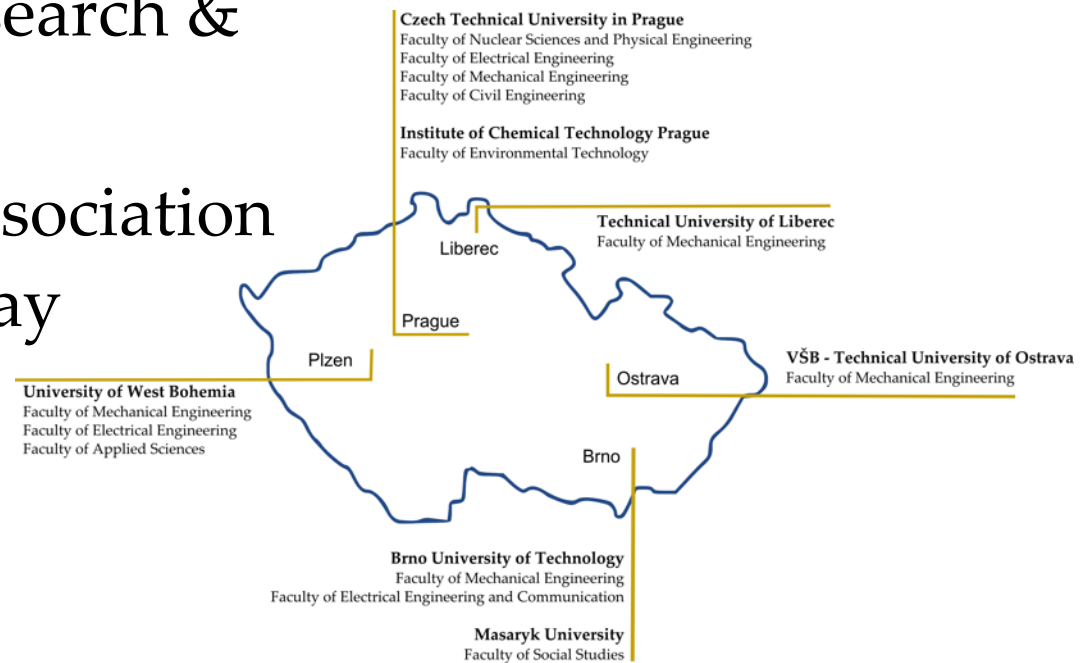 earch &
sociation
ay
Czech Technical University in Prague
Faculty of Nuclear Sciences and Physical Engineering
Faculty of Electrical Engineering
Faculty of Mechanical Engineering
Faculty of Civil Engineering
Institute of Chemical Technology Prague
Faculty of Environmental Technology
Technical University of Liberec
Faculty of Mechanical Engineering
Liberec
Prague
Plzen
University of West Bohemia
Faculty of Mechanical Engineering
Faculty of Electrical Engineering
Faculty of Applied Sciences
VŠB - Technical University of Ostrava
Faculty of Mechanical Engineering
Ostrava
Brno
Brno University of Technology
Faculty of Mechanical Engineering
Faculty of Electrical Engineering and Communication
Masaryk University
Faculty of Social Studies